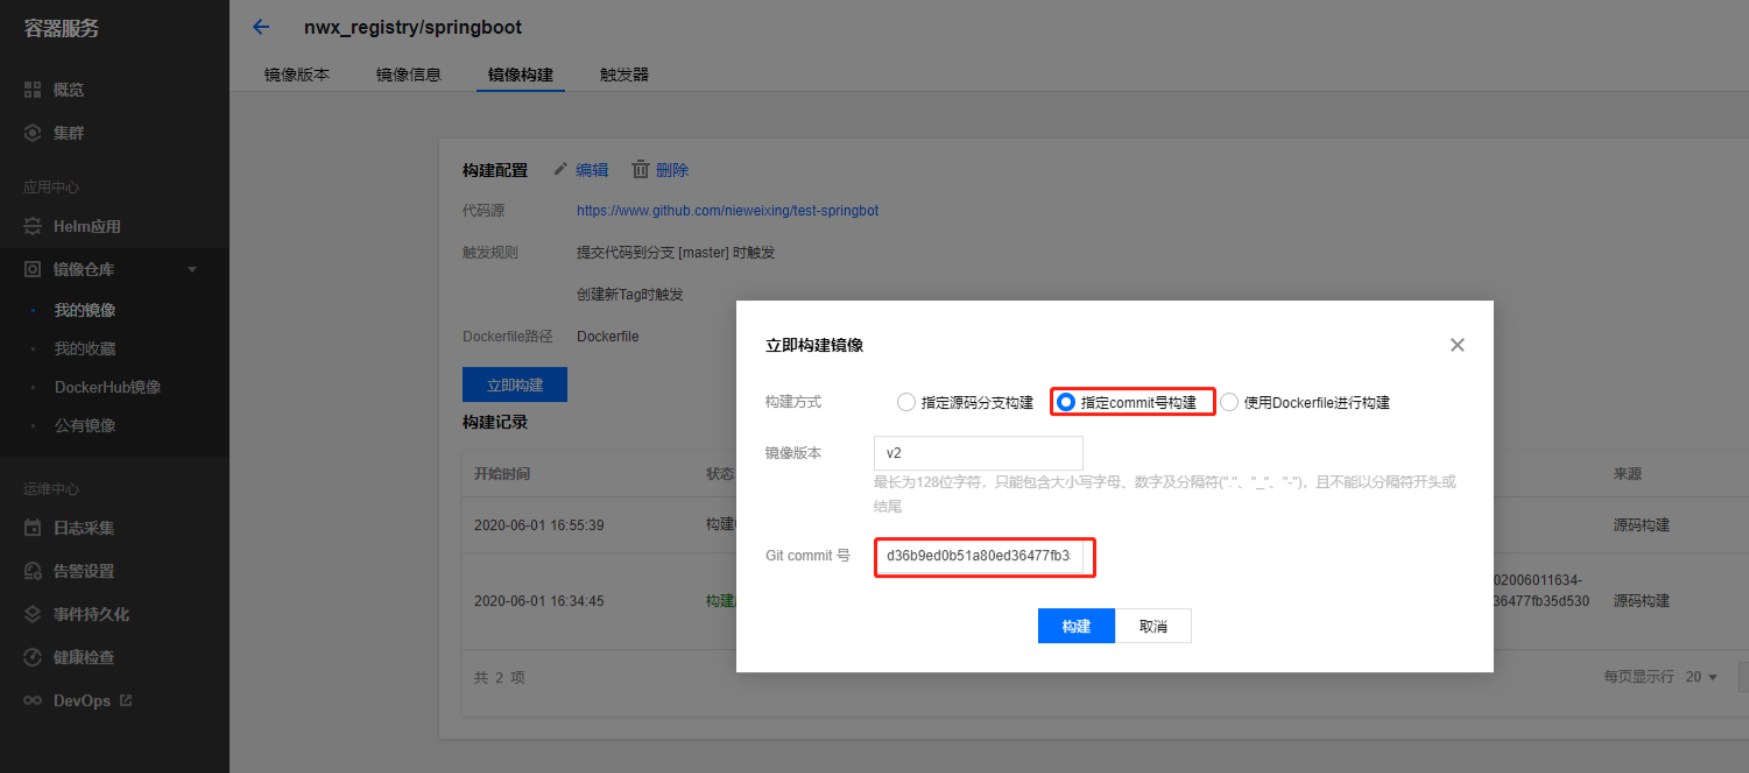 容器服务
概览
集群
应用中心
Helm应用
镜像仓库
我的镜像
我的收藏
DockerHub镜像
公有镜像
运维中心
日志采集
告警设置
事件持久化
健康检查
DevOps
nwx_registry/springboot
镜像版本 镜像信息 镜像构建 触发器
构建配置 编辑 删除
代码源 https://www.github.com/nieweixing/test-springbot
触发规则 提交代码到分支 [master] 时触发
创建新Tag时触发
Dockerfile路径 Dockerfile
立即构建
构建记录
开始时间 状态 来源
2020-06-01 16:55:39 构建 源码构建
2020-06-01 16:34:45 构建 02006011634-
36477fb35d530 源码构建
共 2 项 每页显示行 20
立即构建镜像
构建方式 指定源码分支构建 指定commit号构建 使用Dockerfile进行构建
镜像版本 v2
最长为128位字符，只能包含大小写字母、数字及分隔符("."、"_"、"-")，且不能以分隔符开头或
结尾
Git commit 号 d36b9ed0b51a80ed36477fb3
构建 取消